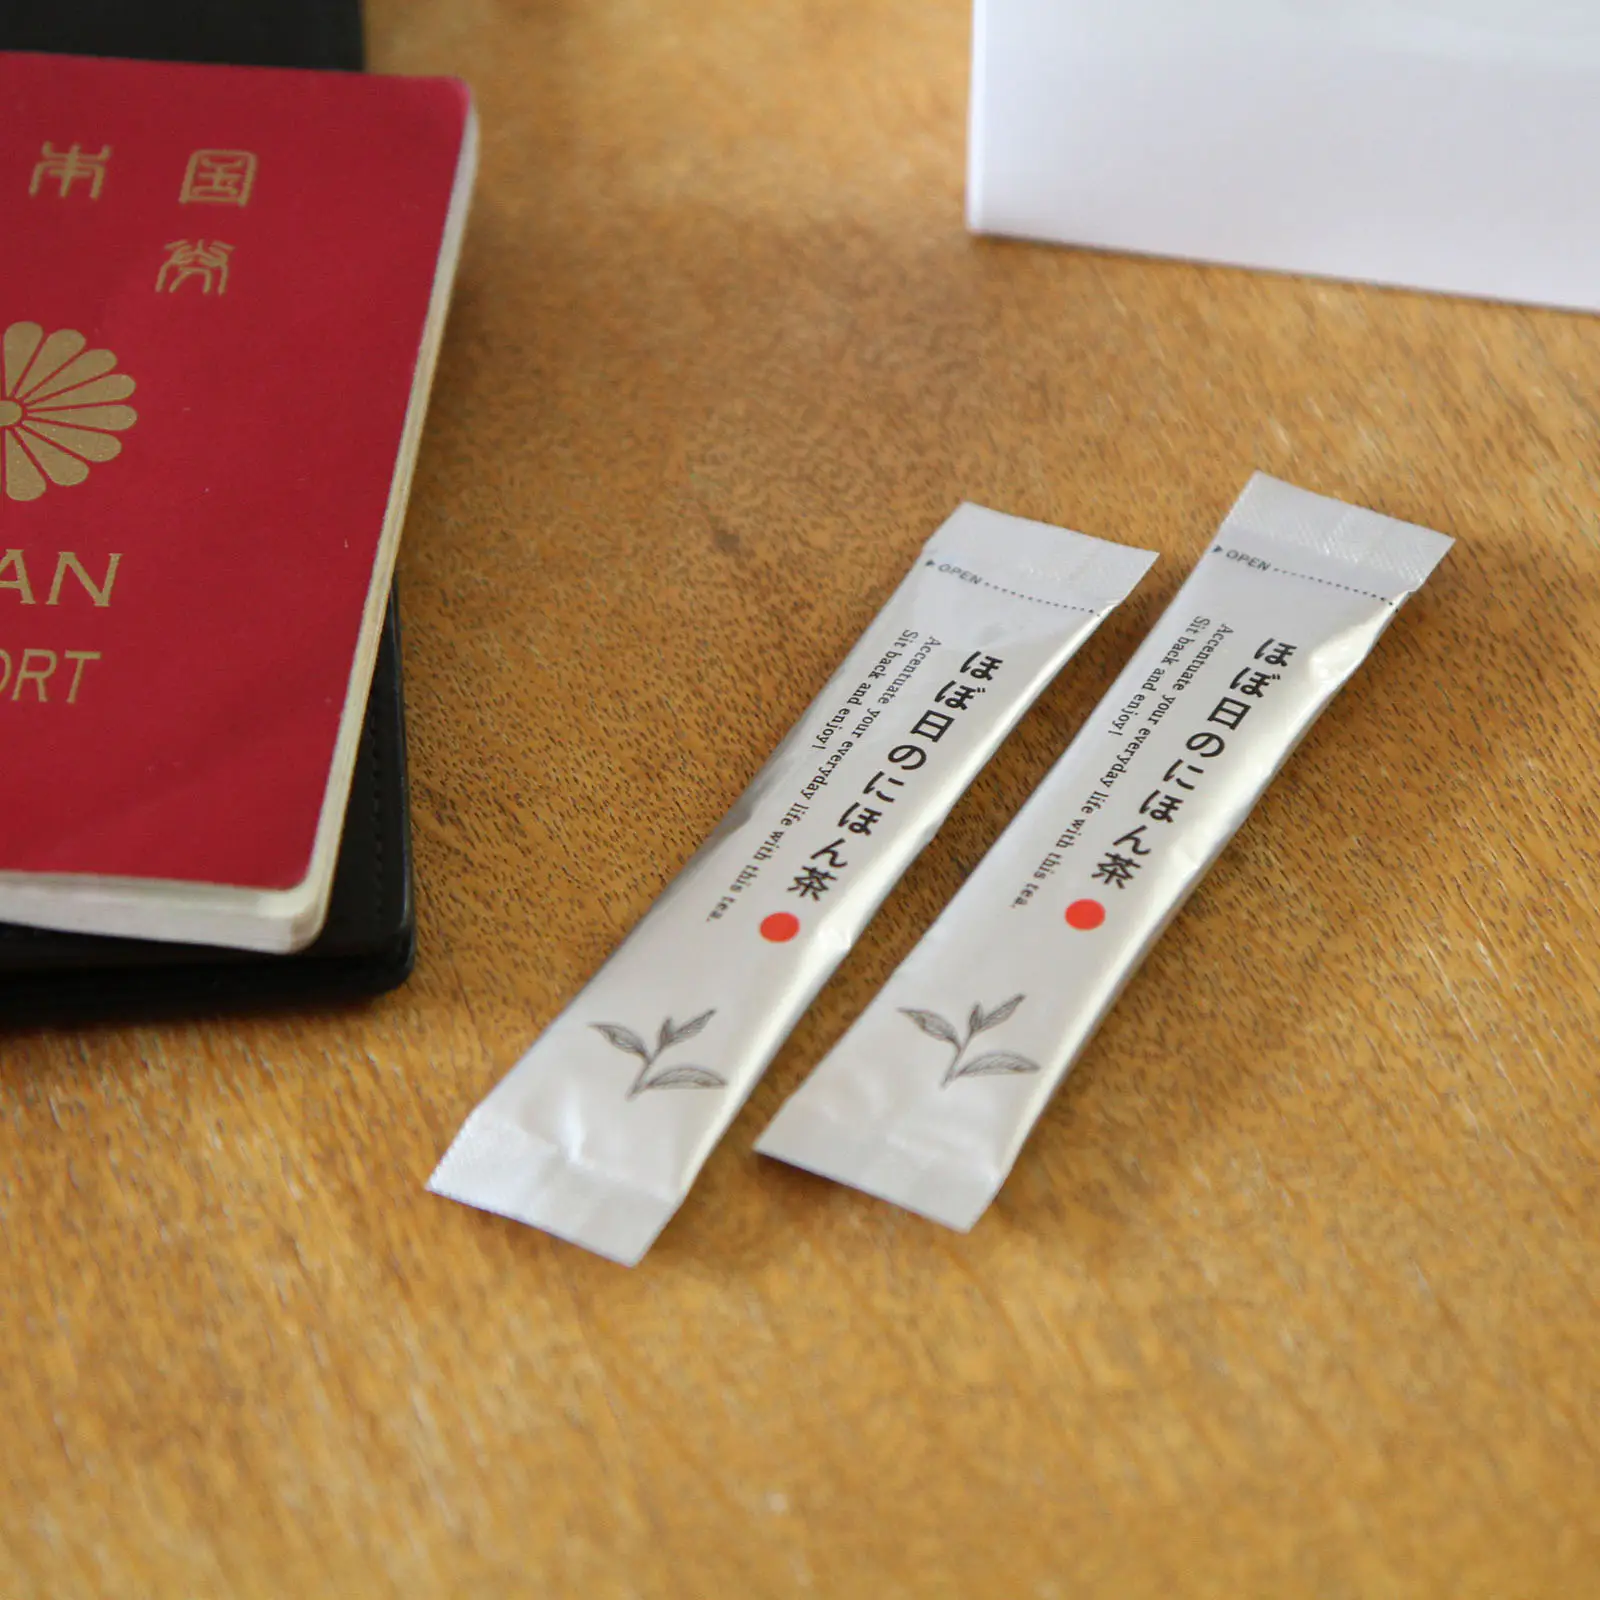 本国
券
AN
ORT
OPEN
ほぼ日のにほん茶
Accentuate your everyday life with this tea.
Sit back and enjoy!
OPEN
ほぼ日のにほん茶
Accentuate your everyday life with this tea.
Sit back and enjoy!